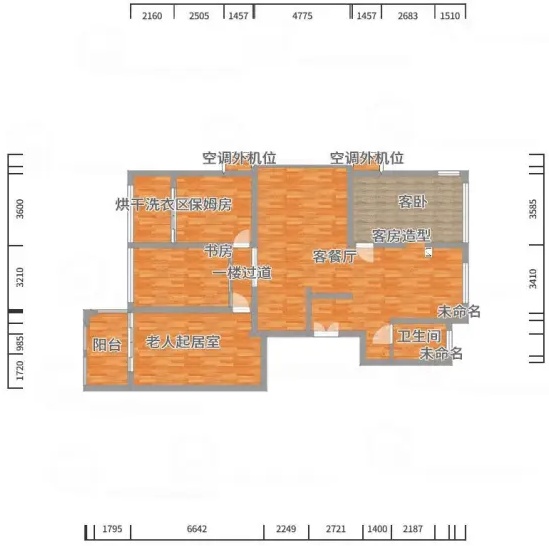 2160 2505 1457 4775 1457 2683 1510
空调外机位 空调外机位
3600 3585
烘干洗衣区 保姆房 客卧
书房 客餐厅 客房造型
一楼过道
3210 3410
未命名
阳台 老人起居室 卫生间
未命名
985
1720
1795 6642 2249 2721 1400 2187